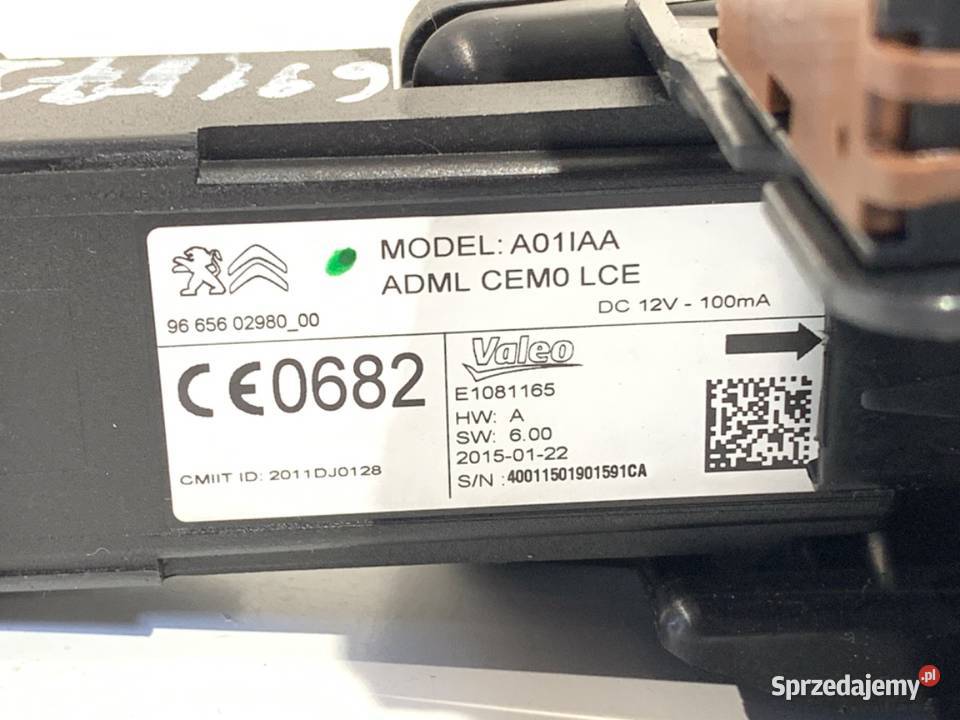 MODEL: A01IAA
ADML CEM0 LCE
DC 12V - 100mA
96 656 02980_00
CE0682
CMIIT ID: 2011DJ0128
Valeo
E1081165
HW: A
SW: 6.00
2015-01-22
S/N :40011501901591CA
Sprzedajemy.pl